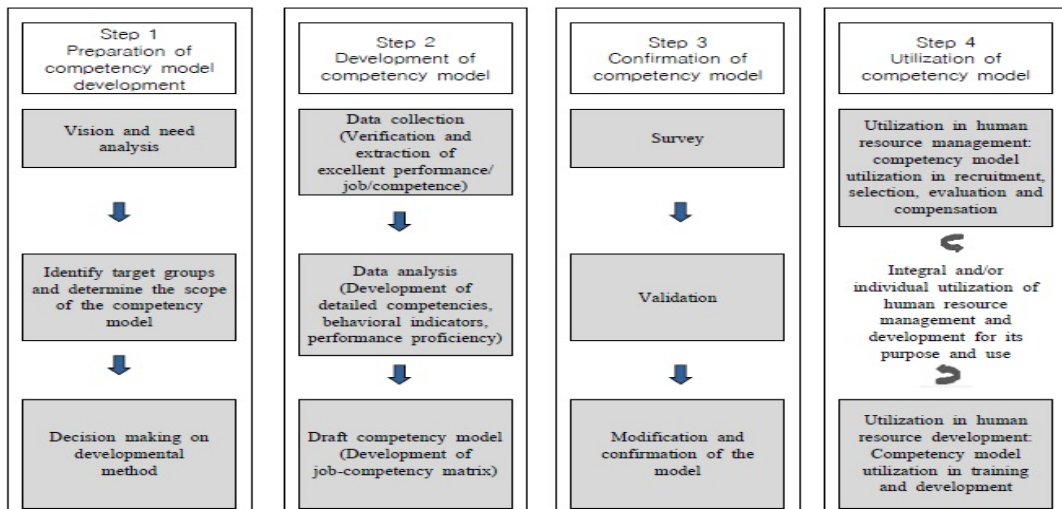 Step 1
Preparation of
competency model
development
Vision and need
analysis
Identify target groups
and determine the scope
of the competency
model
Decision making on
developmental
method
Step 2
Development of
competency model
Data collection
(Verification and
extraction of
excellent performance/
job/competence)
Data analysis
(Development of
detailed competencies,
behavioral indicators,
performance proficiency)
Draft competency model
(Development of
job-competency matrix)
Step 3
Confirmation of
competency model
Survey
Validation
Modification and
confirmation of the
model
Step 4
Utilization of
competency model
Utilization in human
resource management:
competency model
utilization in recruitment,
selection, evaluation and
compensation
Integral and/or
individual utilization of
human resource
management and
development for its
purpose and use
Utilization in human
resource development:
Competency model
utilization in training
and development